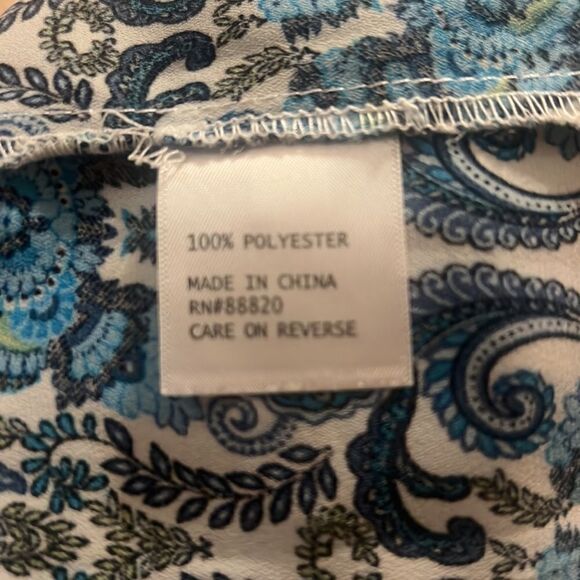 100% POLYESTER
MADE IN CHINA
RN#88820
CARE ON REVERSE